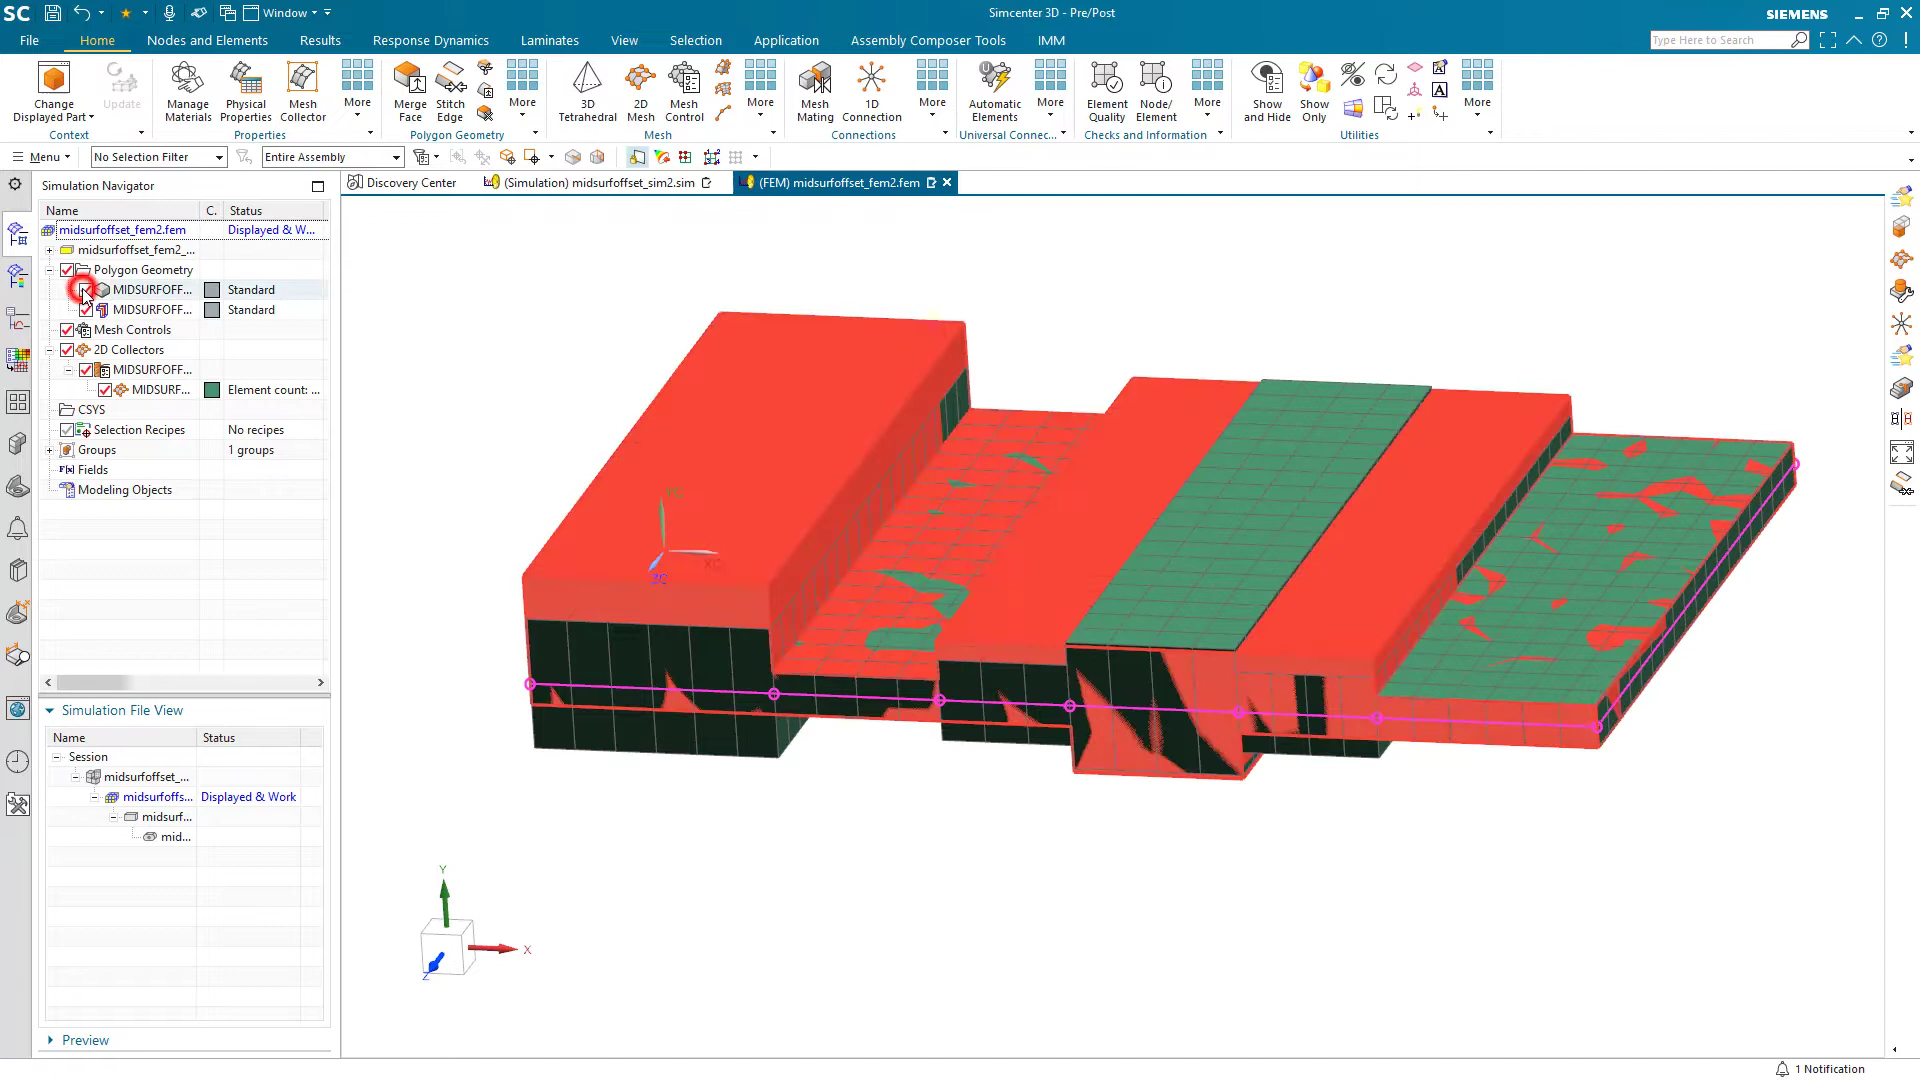 SC
Window
Simcenter 3D - Pre/Post
SIEMENS
File
Home
Nodes and Elements
Results
Response Dynamics
Laminates
View
Selection
Application
Assembly Composer Tools
IMM
Type Here to Search
Change
Displayed Part
Update
Manage
Materials
Physical
Properties
Mesh
Collector
More
Merge
Face
Stitch
Edge
More
3D
Tetrahedral
2D
Mesh
Mesh
Control
More
Mesh
Mating
1D
Connection
More
Automatic
Elements
More
Element
Quality
Node/
Element
More
Show
and Hide
Show
Only
More
Context
Properties
Polygon Geometry
Mesh
Connections
Universal Connec...
Checks and Information
Utilities
Menu
No Selection Filter
Entire Assembly
Simulation Navigator
Discovery Center
(Simulation) midsurfoffset_sim2.sim
(FEM) midsurfoffset_fem2.fem
Name C. Status
midsurfoffset_fem2.fem Displayed & W...
midsurfoffset_fem2_...
Polygon Geometry
MIDSURFOFF... Standard
MIDSURFOFF... Standard
Mesh Controls
2D Collectors
MIDSURFOFF...
MIDSURF... Element count: ...
CSYS
Selection Recipes No recipes
Groups 1 groups
Fields
Modeling Objects
YC
XC
ZC
Simulation File View
Name Status
Session
midsurfoffset_...
midsurfoffs... Displayed & Work
midsurf...
mid...
Y
X
Z
Preview
1 Notification